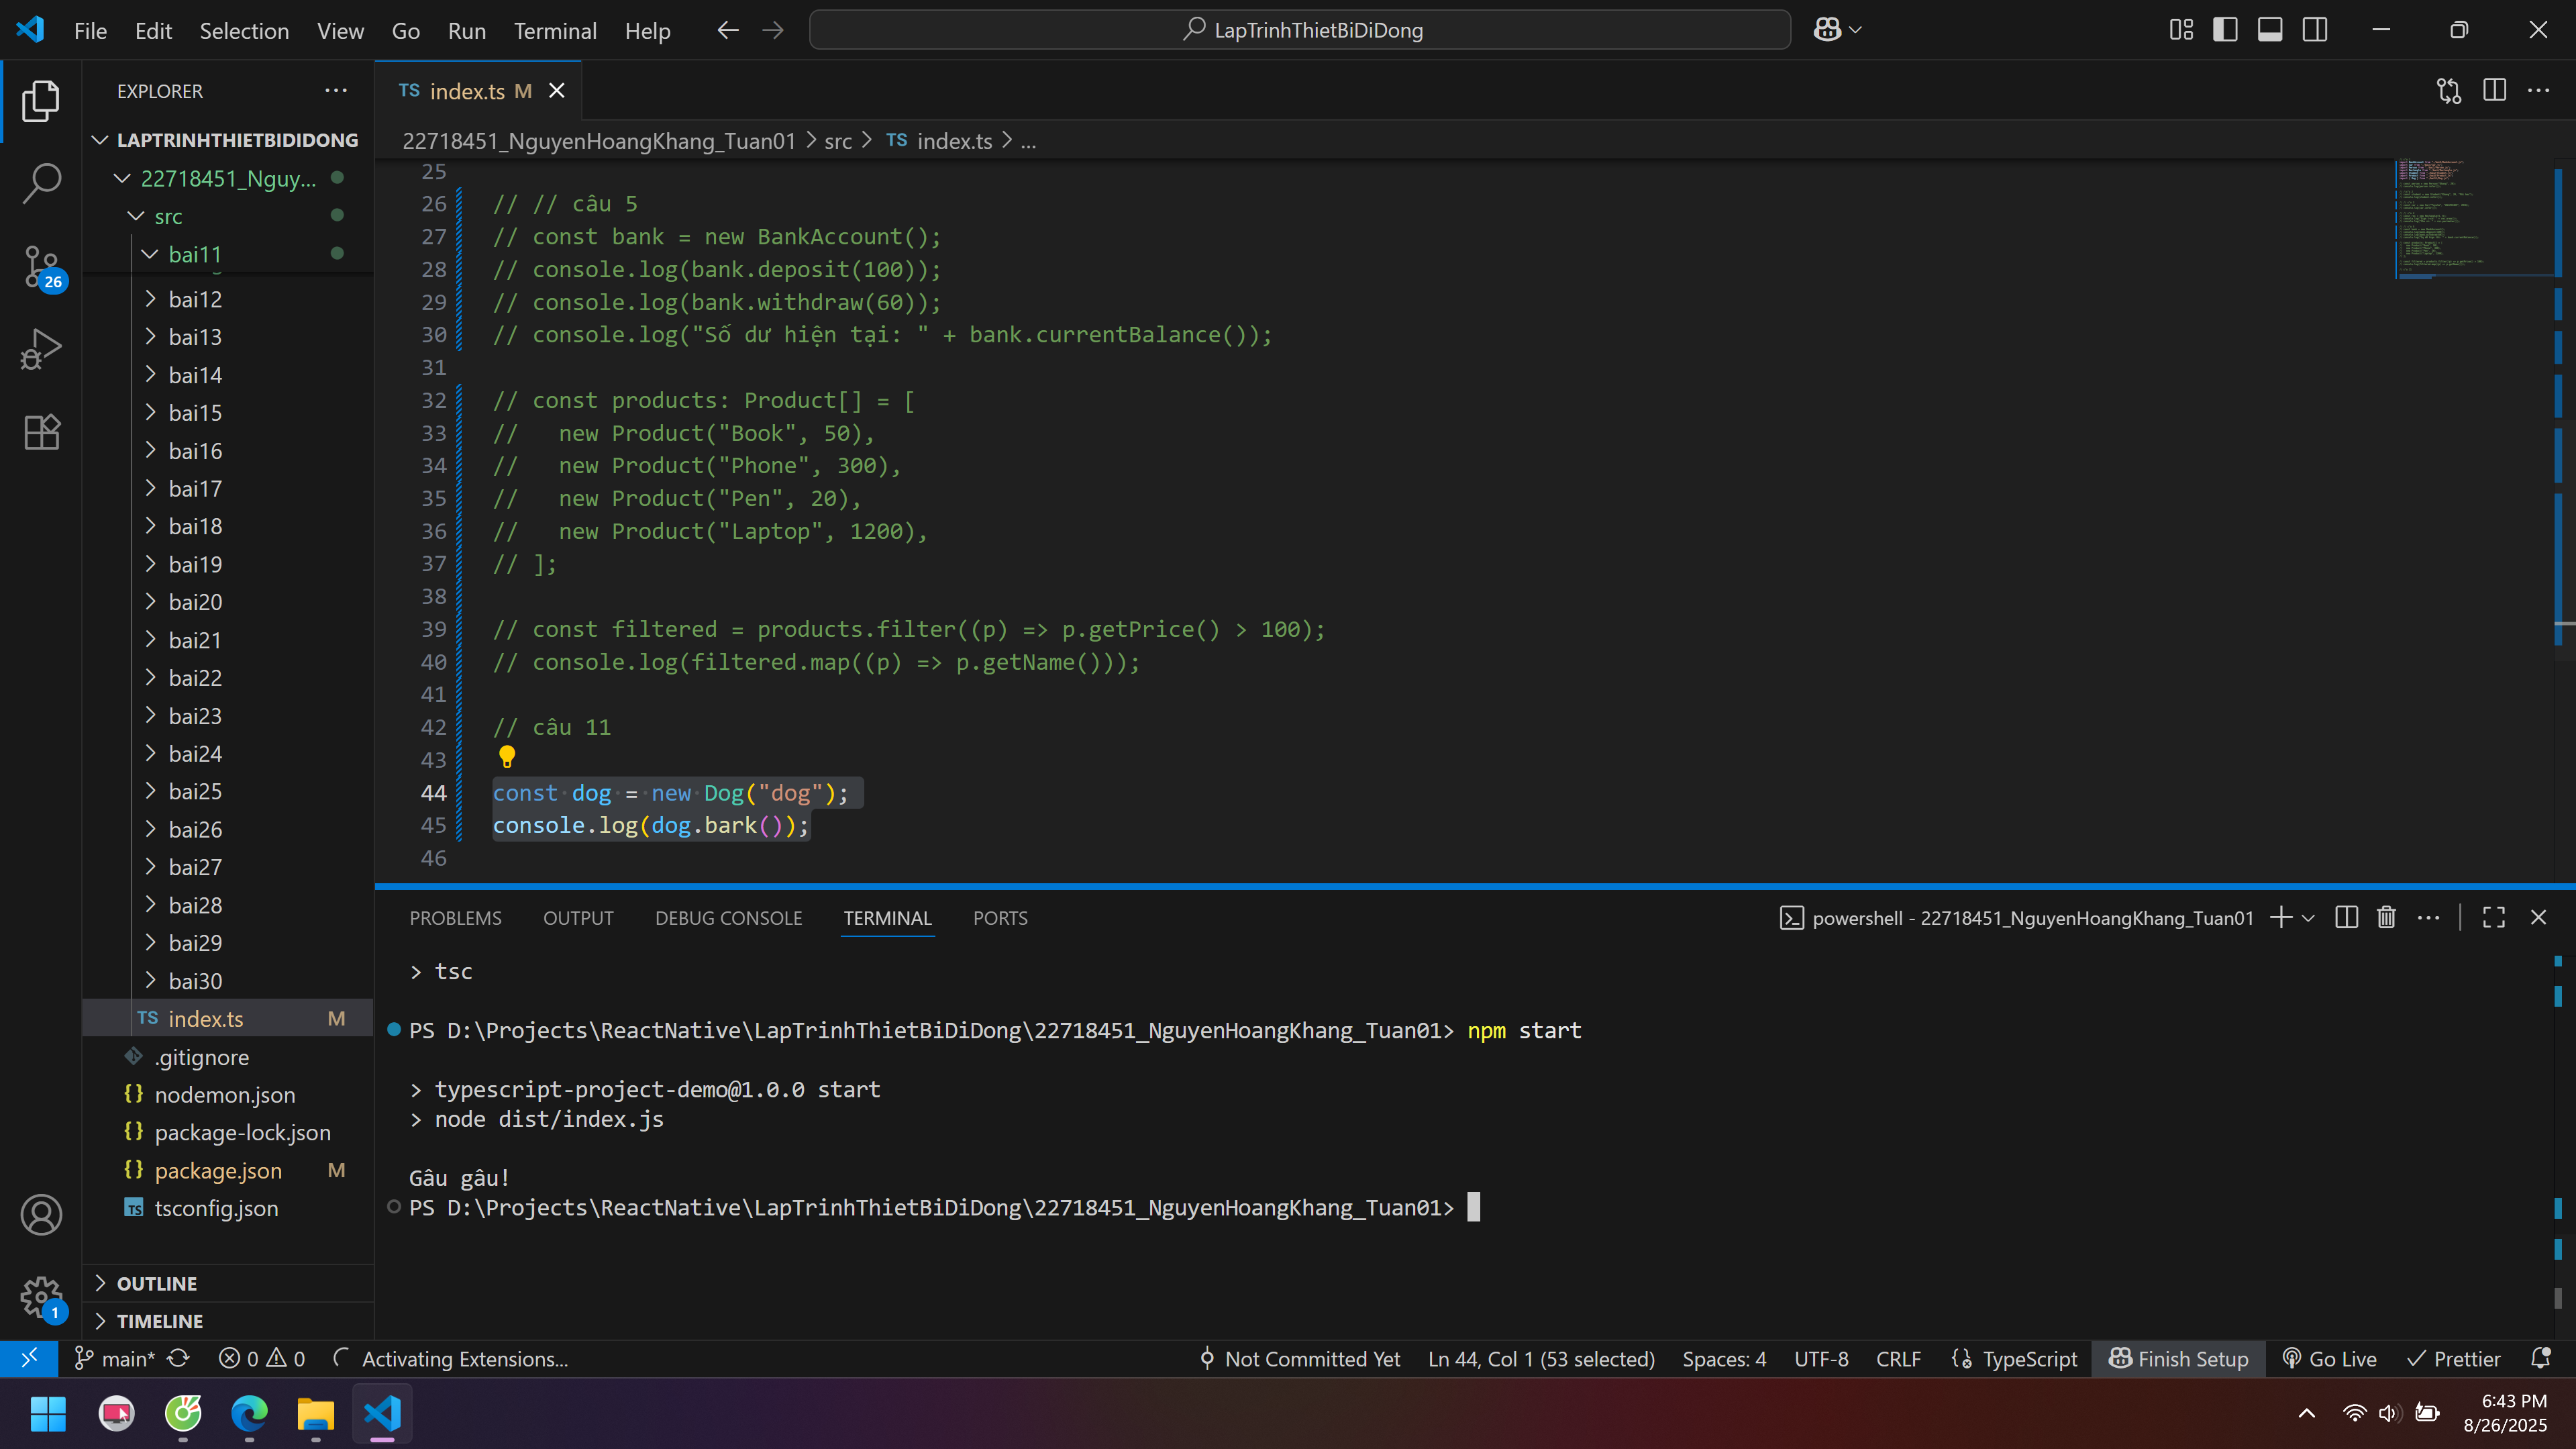 File Edit Selection View Go Run Terminal Help
LapTrinhThietBiDiDong
EXPLORER
LAPTRINHTHIETBIDIDONG
22718451_Nguy...
src
bai11
bai12
bai13
bai14
bai15
bai16
bai17
bai18
bai19
bai20
bai21
bai22
bai23
bai24
bai25
bai26
bai27
bai28
bai29
bai30
TS index.ts M
.gitignore
{} nodemon.json
{} package-lock.json
{} package.json M
TS tsconfig.json
OUTLINE
TIMELINE
26
1
TS index.ts M
22718451_NguyenHoangKhang_Tuan01 > src > TS index.ts > ...
25
26 // // câu 5
27 // const bank = new BankAccount();
28 // console.log(bank.deposit(100));
29 // console.log(bank.withdraw(60));
30 // console.log("Số dư hiện tại: " + bank.currentBalance());
31
32 // const products: Product[] = [
33 //   new Product("Book", 50),
34 //   new Product("Phone", 300),
35 //   new Product("Pen", 20),
36 //   new Product("Laptop", 1200),
37 // ];
38
39 // const filtered = products.filter((p) => p.getPrice() > 100);
40 // console.log(filtered.map((p) => p.getName()));
41
42 // câu 11
43
44 const dog = new Dog("dog");
45 console.log(dog.bark());
46
PROBLEMS OUTPUT DEBUG CONSOLE TERMINAL PORTS
powershell - 22718451_NguyenHoangKhang_Tuan01
> tsc
PS D:\Projects\ReactNative\LapTrinhThietBiDiDong\22718451_NguyenHoangKhang_Tuan01> npm start
> typescript-project-demo@1.0.0 start
> node dist/index.js
Gâu gâu!
PS D:\Projects\ReactNative\LapTrinhThietBiDiDong\22718451_NguyenHoangKhang_Tuan01>
main* 0 0 Activating Extensions... Not Committed Yet Ln 44, Col 1 (53 selected) Spaces: 4 UTF-8 CRLF TypeScript Finish Setup Go Live Prettier
6:43 PM
8/26/2025